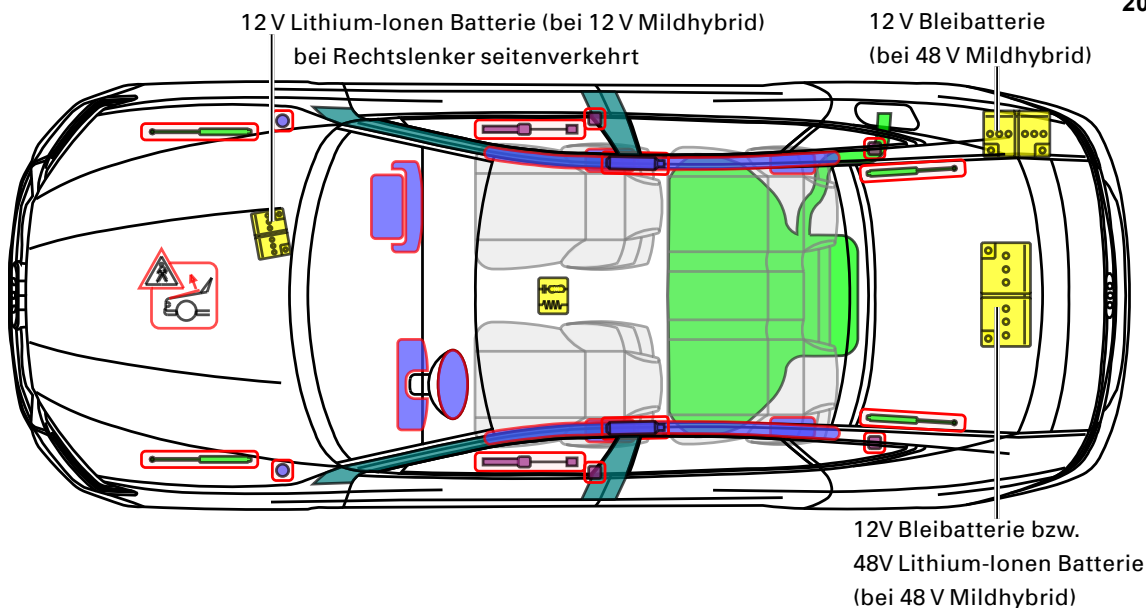 20
12 V Lithium-Ionen Batterie (bei 12 V Mildhybrid)
bei Rechtslenker seitenverkehrt
12 V Bleibatterie
(bei 48 V Mildhybrid)
12V Bleibatterie bzw.
48V Lithium-Ionen Batterie
(bei 48 V Mildhybrid)